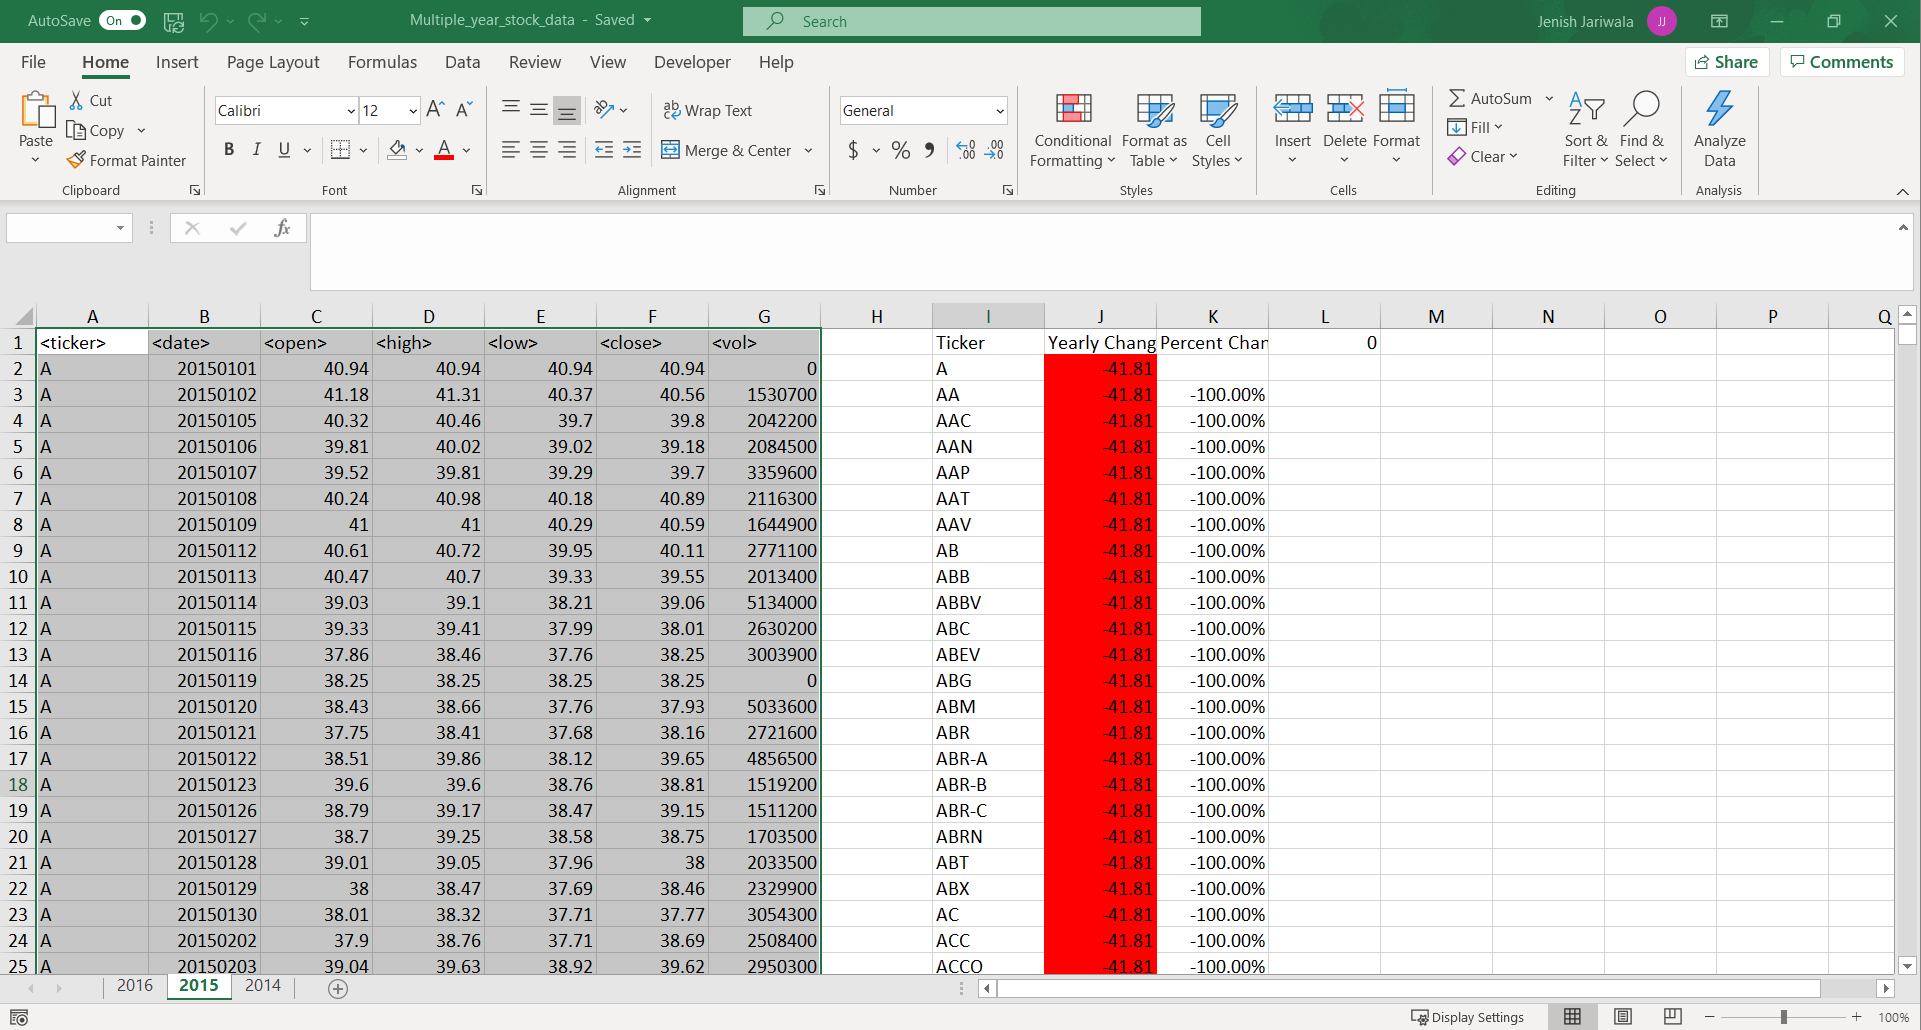 AutoSave On Multiple_year_stock_data - Saved Search Jenish Jariwala JJ
File Home Insert Page Layout Formulas Data Review View Developer Help Share Comments
Paste Cut Copy Format Painter Clipboard
Calibri 12 A A B I U A Font
ab Wrap Text Merge & Center Alignment
General $ % 9 .00 .00 Number
Conditional Formatting Format as Table Cell Styles Styles
Insert Delete Format Cells
AutoSum Fill Clear Sort & Filter Find & Select Editing
Analyze Data Analysis
fx
A B C D E F G H I J K L M N O P Q
1 <ticker> <date> <open> <high> <low> <close> <vol> Ticker Yearly Chang Percent Chan 0
2 A 20150101 40.94 40.94 40.94 40.94 0 A -41.81
3 A 20150102 41.18 41.31 40.37 40.56 1530700 AA -41.81 -100.00%
4 A 20150105 40.32 40.46 39.7 39.8 2042200 AAC -41.81 -100.00%
5 A 20150106 39.81 40.02 39.02 39.18 2084500 AAN -41.81 -100.00%
6 A 20150107 39.52 39.81 39.29 39.7 3359600 AAP -41.81 -100.00%
7 A 20150108 40.24 40.98 40.18 40.89 2116300 AAT -41.81 -100.00%
8 A 20150109 41 41 40.29 40.59 1644900 AAV -41.81 -100.00%
9 A 20150112 40.61 40.72 39.95 40.11 2771100 AB -41.81 -100.00%
10 A 20150113 40.47 40.7 39.33 39.55 2013400 ABB -41.81 -100.00%
11 A 20150114 39.03 39.1 38.21 39.06 5134000 ABBV -41.81 -100.00%
12 A 20150115 39.33 39.41 37.99 38.01 2630200 ABC -41.81 -100.00%
13 A 20150116 37.86 38.46 37.76 38.25 3003900 ABEV -41.81 -100.00%
14 A 20150119 38.25 38.25 38.25 38.25 0 ABG -41.81 -100.00%
15 A 20150120 38.43 38.66 37.76 37.93 5033600 ABM -41.81 -100.00%
16 A 20150121 37.75 38.41 37.68 38.16 2721600 ABR -41.81 -100.00%
17 A 20150122 38.51 39.86 38.12 39.65 4856500 ABR-A -41.81 -100.00%
18 A 20150123 39.6 39.6 38.76 38.81 1519200 ABR-B -41.81 -100.00%
19 A 20150126 38.79 39.17 38.47 39.15 1511200 ABR-C -41.81 -100.00%
20 A 20150127 38.7 39.25 38.58 38.75 1703500 ABRN -41.81 -100.00%
21 A 20150128 39.01 39.05 37.96 38 2033500 ABT -41.81 -100.00%
22 A 20150129 38 38.47 37.69 38.46 2329900 ABX -41.81 -100.00%
23 A 20150130 38.01 38.32 37.71 37.77 3054300 AC -41.81 -100.00%
24 A 20150202 37.9 38.76 37.71 38.69 2508400 ACC -41.81 -100.00%
25 A 20150203 39.04 39.63 38.92 39.62 2950300 ACCO -41.81 -100.00%
2016 2015 2014
Display Settings 100%